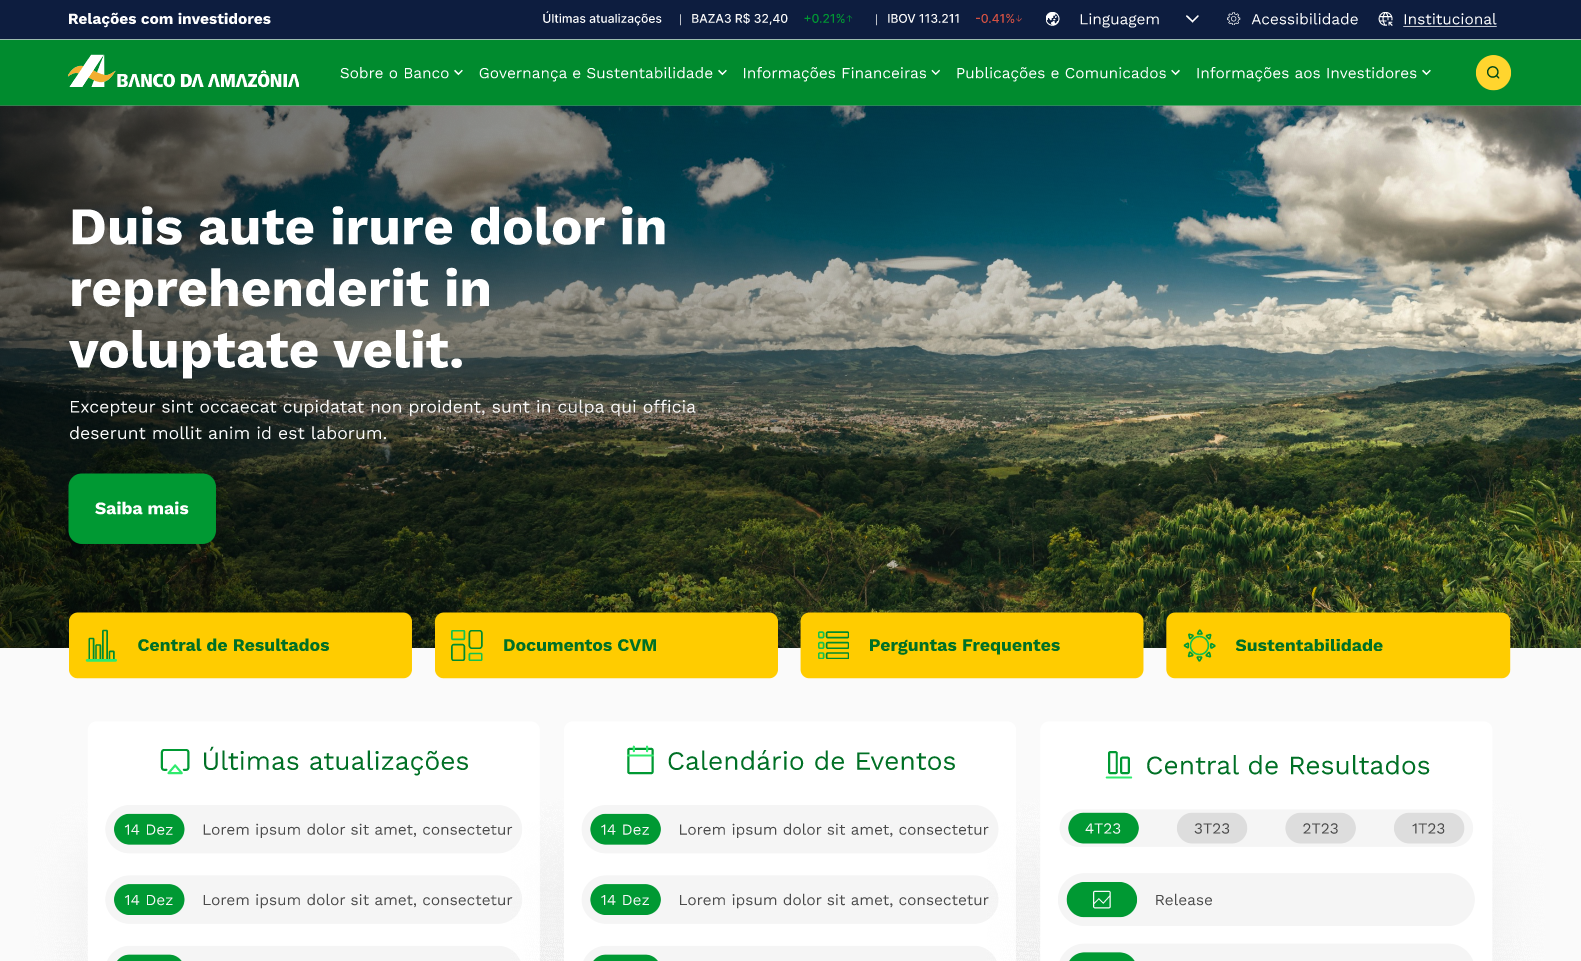 Relações com investidores
Últimas atualizações | BAZA3 R$ 32,40 +0.21%↑ | IBOV 113.211 -0.41%↓ Linguagem Acessibilidade Institucional
BANCO DA AMAZÔNIA
Sobre o Banco Governança e Sustentabilidade Informações Financeiras Publicações e Comunicados Informações aos Investidores
Duis aute irure dolor in
reprehenderit in
voluptate velit.
Excepteur sint occaecat cupidatat non proident, sunt in culpa qui officia
deserunt mollit anim id est laborum.
Saiba mais
Central de Resultados
Documentos CVM
Perguntas Frequentes
Sustentabilidade
Últimas atualizações
14 Dez Lorem ipsum dolor sit amet, consectetur
14 Dez Lorem ipsum dolor sit amet, consectetur
Calendário de Eventos
14 Dez Lorem ipsum dolor sit amet, consectetur
14 Dez Lorem ipsum dolor sit amet, consectetur
Central de Resultados
4T23 3T23 2T23 1T23
Release